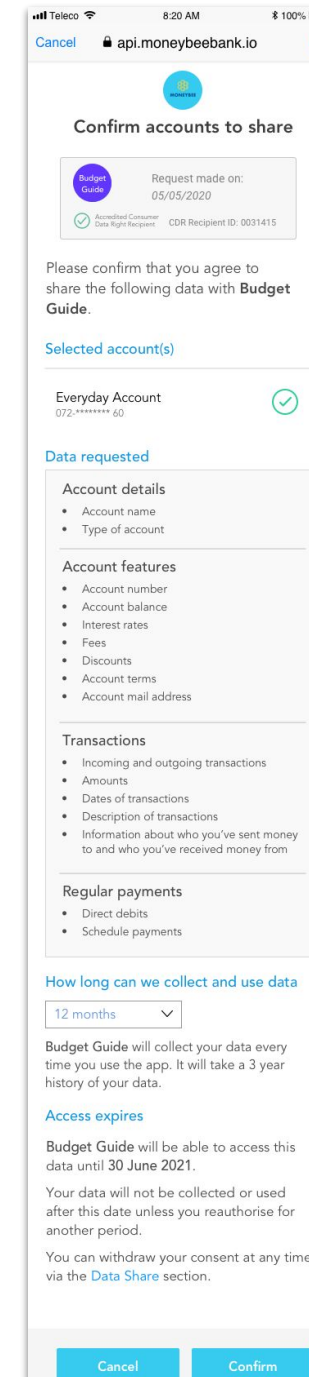 Teleco 8:20 AM 100%
Cancel api.moneybeebank.io
MONEYBEE
Confirm accounts to share
Budget
Guide
Request made on:
05/05/2020
Accredited Consumer
Data Right Recipient
CDR Recipient ID: 0031415
Please confirm that you agree to
share the following data with Budget
Guide.
Selected account(s)
Everyday Account
072-******** 60
Data requested
Account details
• Account name
• Type of account
Account features
• Account number
• Account balance
• Interest rates
• Fees
• Discounts
• Account terms
• Account mail address
Transactions
• Incoming and outgoing transactions
• Amounts
• Dates of transactions
• Description of transactions
• Information about who you've sent money
to and who you've received money from
Regular payments
• Direct debits
• Schedule payments
How long can we collect and use data
12 months
Budget Guide will collect your data every
time you use the app. It will take a 3 year
history of your data.
Access expires
Budget Guide will be able to access this
data until 30 June 2021.
Your data will not be collected or used
after this date unless you reauthorise for
another period.
You can withdraw your consent at any time
via the Data Share section.
Cancel Confirm